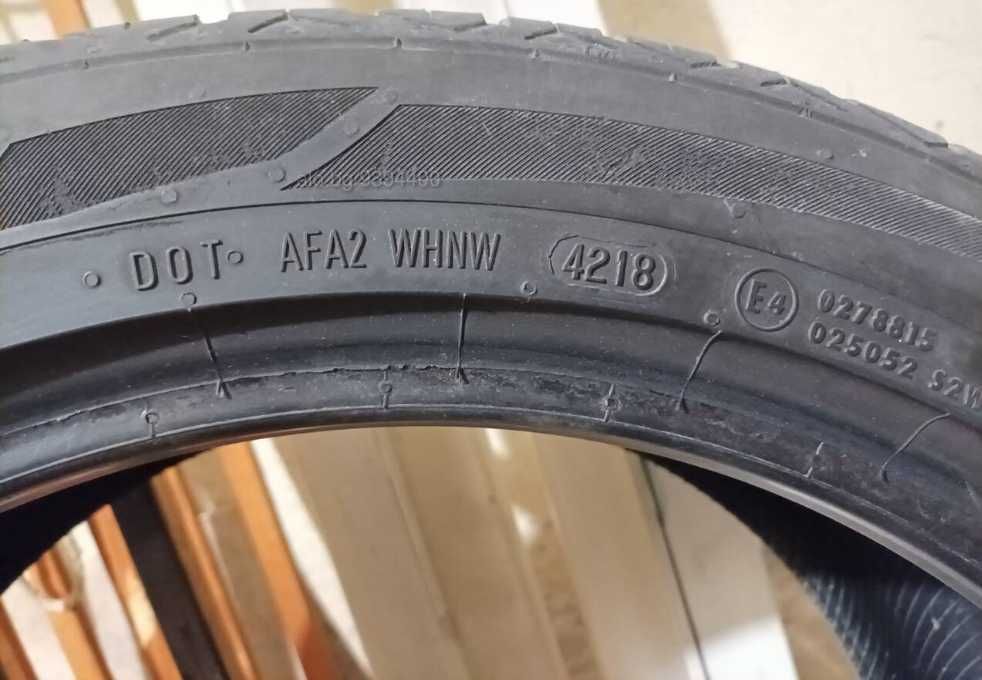 DOT AFA2 WHNW 4218 E4 0278815
025052 S2W